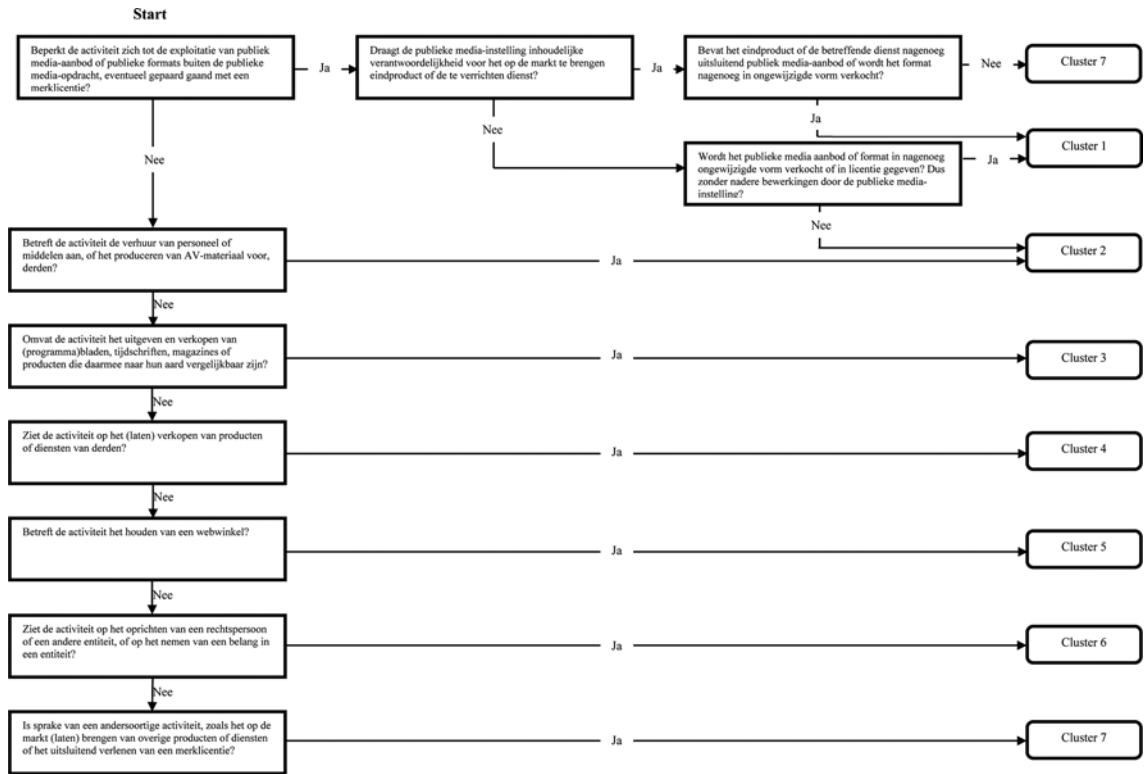 Start
Beperkt de activiteit zich tot de exploitatie van publiek
media-aanbod of publieke formats buiten de publieke
media-opdracht, eventueel gepaard gaand met een
merklicentie?
Ja
Draagt de publieke media-instelling inhoudelijke
verantwoordelijkheid voor het op de markt te brengen
eindproduct of de te verrichten dienst?
Ja
Bevat het eindproduct of de betreffende dienst nagenoeg
uitsluitend publiek media-aanbod of wordt het format
nagenoeg in ongewijzigde vorm verkocht?
Nee
Cluster 7
Ja
Cluster 1
Nee
Nee
Wordt het publieke media aanbod of format in nagenoeg
ongewijzigde vorm verkocht of in licentie gegeven? Dus
zonder nadere bewerkingen door de publieke media-
instelling?
Ja
Nee
Betreft de activiteit de verhuur van personeel of
middelen aan, of het produceren van AV-materiaal voor,
derden?
Ja
Cluster 2
Nee
Omvat de activiteit het uitgeven en verkopen van
(programma)bladen, tijdschriften, magazines of
producten die daarmee naar hun aard vergelijkbaar zijn?
Ja
Cluster 3
Nee
Ziet de activiteit op het (laten) verkopen van producten
of diensten van derden?
Ja
Cluster 4
Nee
Betreft de activiteit het houden van een webwinkel?
Ja
Cluster 5
Nee
Ziet de activiteit op het oprichten van een rechtspersoon
of een andere entiteit, of op het nemen van een belang in
een entiteit?
Ja
Cluster 6
Nee
Is sprake van een andersoortige activiteit, zoals het op de
markt (laten) brengen van overige producten of diensten
of het uitsluitend verlenen van een merklicentie?
Ja
Cluster 7